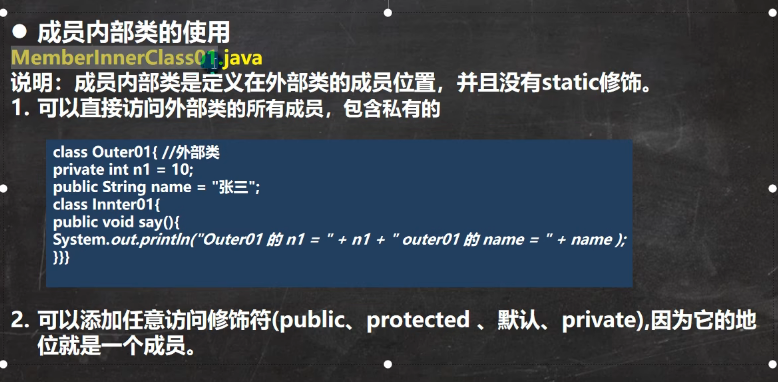 ● 成员内部类的使用
MemberInnerClass01.java
说明：成员内部类是定义在外部类的成员位置，并且没有static修饰。
1. 可以直接访问外部类的所有成员，包含私有的
class Outer01{ //外部类
private int n1 = 10;
public String name = "张三";
class Innter01{
public void say(){
System.out.println("Outer01 的 n1 = " + n1 + " outer01 的 name = " + name );
}}}
2. 可以添加任意访问修饰符(public、protected 、默认、private),因为它的地
位就是一个成员。